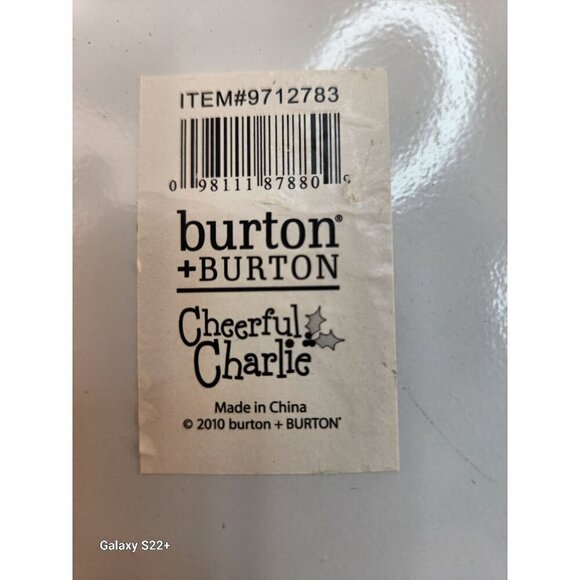 ITEM#9712783
0 98111 87880 9
burton®
+BURTON
Cheerful
Charlie
Made in China
© 2010 burton + BURTON®
Galaxy S22+